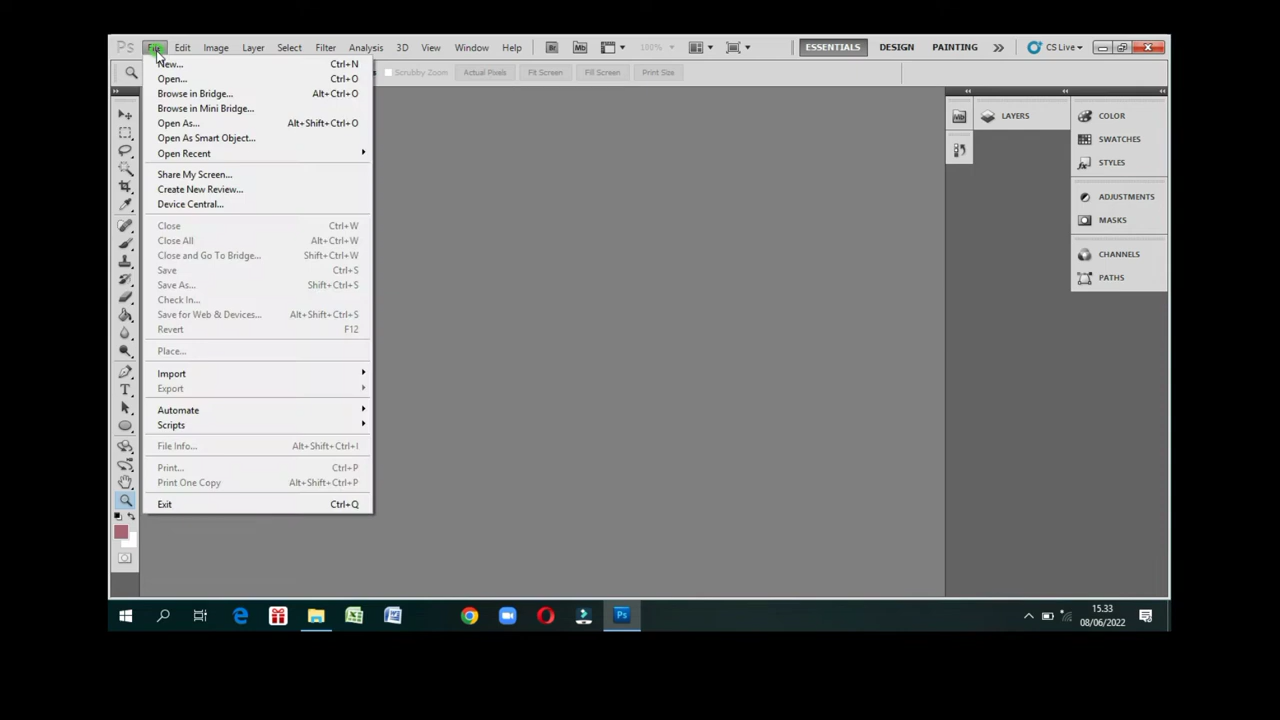 Ps File Edit Image Layer Select Filter Analysis 3D View Window Help Br Mb 100% ESSENTIALS DESIGN PAINTING CS Live
Scrubby Zoom Actual Pixels Fit Screen Fill Screen Print Size
New... Ctrl+N
Open... Ctrl+O
Browse in Bridge... Alt+Ctrl+O
Browse in Mini Bridge...
Open As... Alt+Shift+Ctrl+O
Open As Smart Object...
Open Recent
Share My Screen...
Create New Review...
Device Central...
Close Ctrl+W
Close All Alt+Ctrl+W
Close and Go To Bridge... Shift+Ctrl+W
Save Ctrl+S
Save As... Shift+Ctrl+S
Check In...
Save for Web & Devices... Alt+Shift+Ctrl+S
Revert F12
Place...
Import
Export
Automate
Scripts
File Info... Alt+Shift+Ctrl+I
Print... Ctrl+P
Print One Copy Alt+Shift+Ctrl+P
Exit Ctrl+Q
T
Mb LAYERS
COLOR
SWATCHES
STYLES
ADJUSTMENTS
MASKS
CHANNELS
PATHS
Ps
15.33
08/06/2022